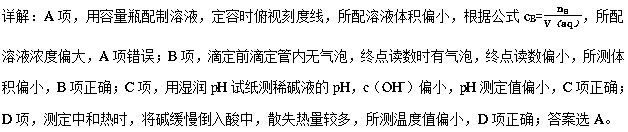 详解：A 项，用容量瓶配制溶液，定容时俯视刻度线，所配溶液体积偏小，根据公式 cB=nB/V（aq），所配
溶液浓度偏大，A 项错误；B 项，滴定前滴定管内无气泡，终点读数时有气泡，终点读数偏小，所测体
积偏小，B 项正确；C 项，用湿润 pH 试纸测稀碱液的 pH，c（OH⁻）偏小，pH 测定值偏小，C 项正确；
D 项，测定中和热时，将碱缓慢倒入酸中，散失热量较多，所测温度值偏小，D 项正确；答案选 A。